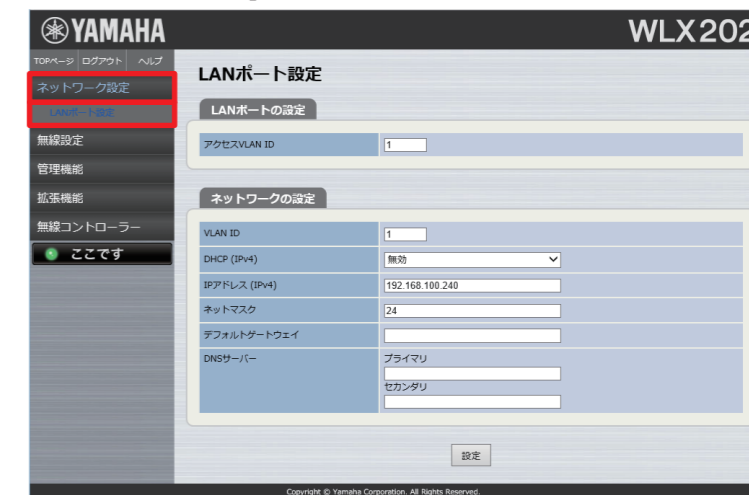 YAMAHA
WLX202
TOPページ ログアウト ヘルプ
ネットワーク設定
LANポート設定
無線設定
管理機能
拡張機能
無線コントローラー
ここです
LANポート設定
LANポートの設定
アクセスVLAN ID 1
ネットワークの設定
VLAN ID 1
DHCP (IPv4) 無効
IPアドレス (IPv4) 192.168.100.240
ネットマスク 24
デフォルトゲートウェイ
DNSサーバー プライマリ
セカンダリ
設定
Copyright © Yamaha Corporation. All Rights Reserved.